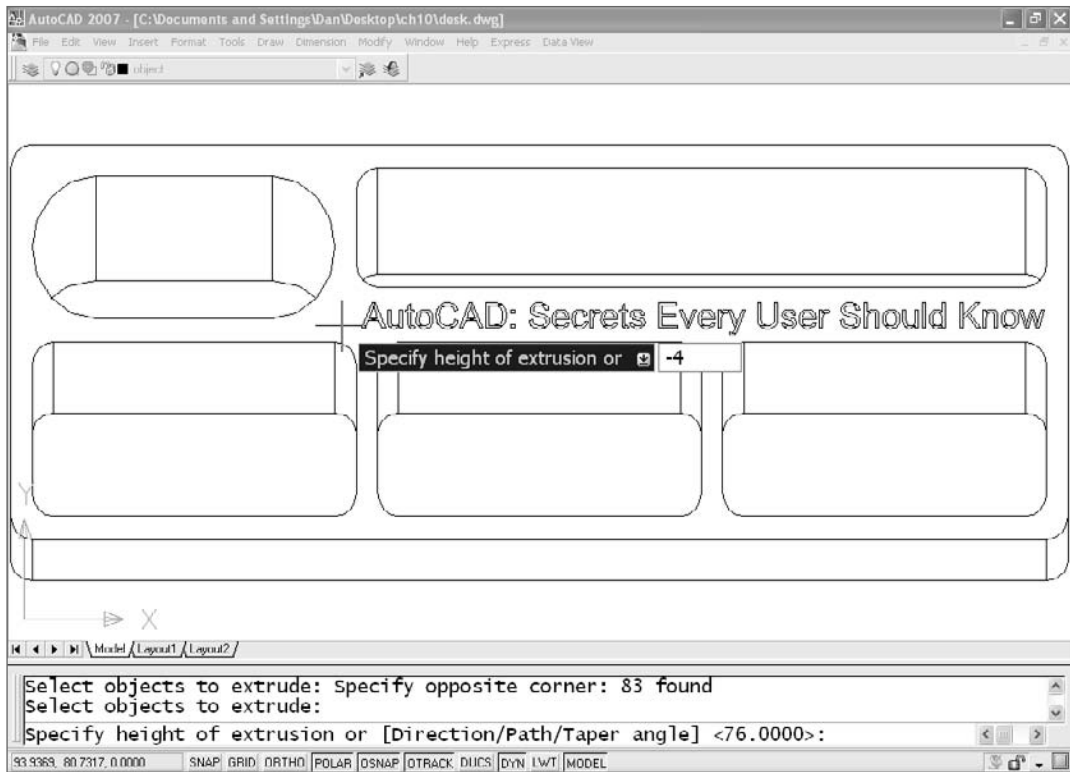 AutoCAD 2007 - [C:\Documents and Settings\Dan\Desktop\ch10\desk.dwg]
File Edit View Insert Format Tools Draw Dimension Modify Window Help Express Data View
object
AutoCAD: Secrets Every User Should Know
Specify height of extrusion or -4
Y
X
Model Layout1 Layout2
Select objects to extrude: Specify opposite corner: 83 found
Select objects to extrude:
Specify height of extrusion or [Direction/Path/Taper angle] <76.0000>:
93.9369, 80.7317, 0.0000 SNAP GRID ORTHO POLAR OSNAP OTRACK DUCS DYN LWT MODEL